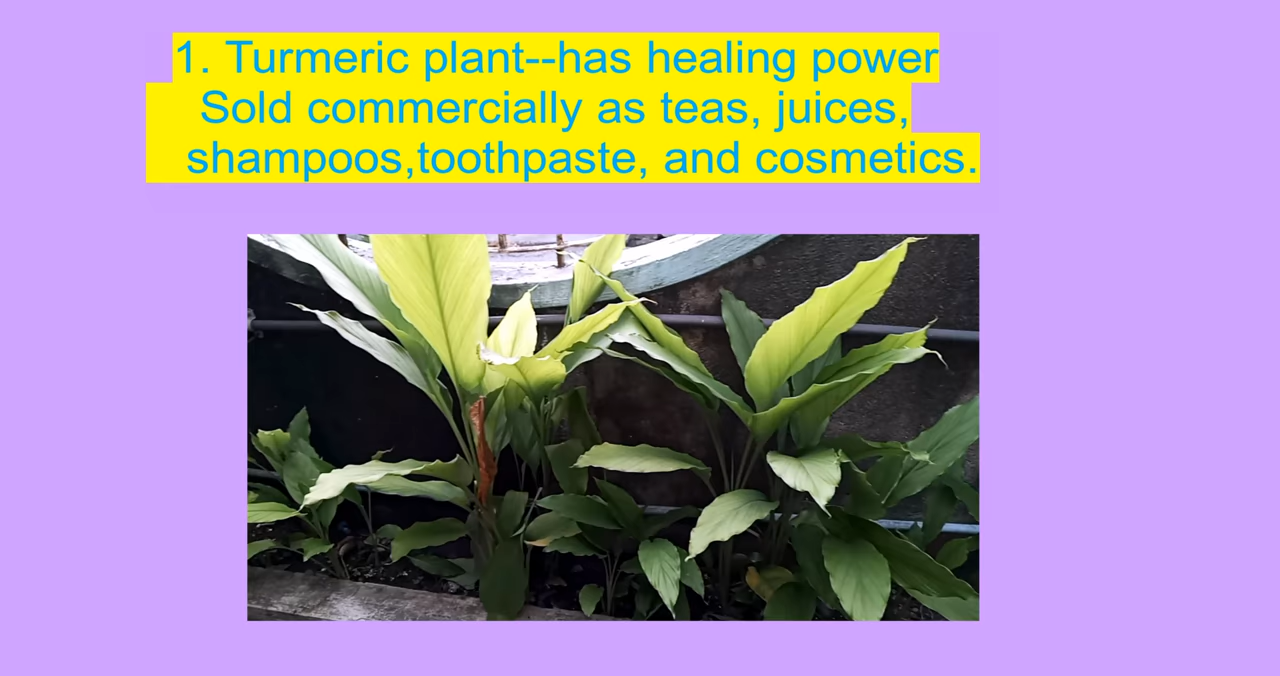 1. Turmeric plant--has healing power
Sold commercially as teas, juices,
shampoos,toothpaste, and cosmetics.